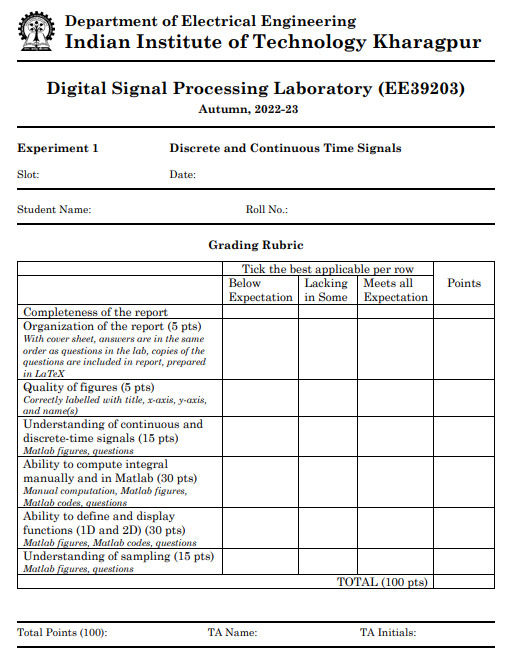 Department of Electrical Engineering
Indian Institute of Technology Kharagpur
Digital Signal Processing Laboratory (EE39203)
Autumn, 2022-23
Experiment 1 Discrete and Continuous Time Signals
Slot: Date:
Student Name: Roll No.:
Grading Rubric
Tick the best applicable per row
Below Expectation Lacking in Some Meets all Expectation Points
Completeness of the report
Organization of the report (5 pts)
With cover sheet, answers are in the same
order as questions in the lab, copies of the
questions are included in report, prepared
in LaTeX
Quality of figures (5 pts)
Correctly labelled with title, x-axis, y-axis,
and name(s)
Understanding of continuous and
discrete-time signals (15 pts)
Matlab figures, questions
Ability to compute integral
manually and in Matlab (30 pts)
Manual computation, Matlab figures,
Matlab codes, questions
Ability to define and display
functions (1D and 2D) (30 pts)
Matlab figures, Matlab codes, questions
Understanding of sampling (15 pts)
Matlab figures, questions
TOTAL (100 pts)
Total Points (100): TA Name: TA Initials: